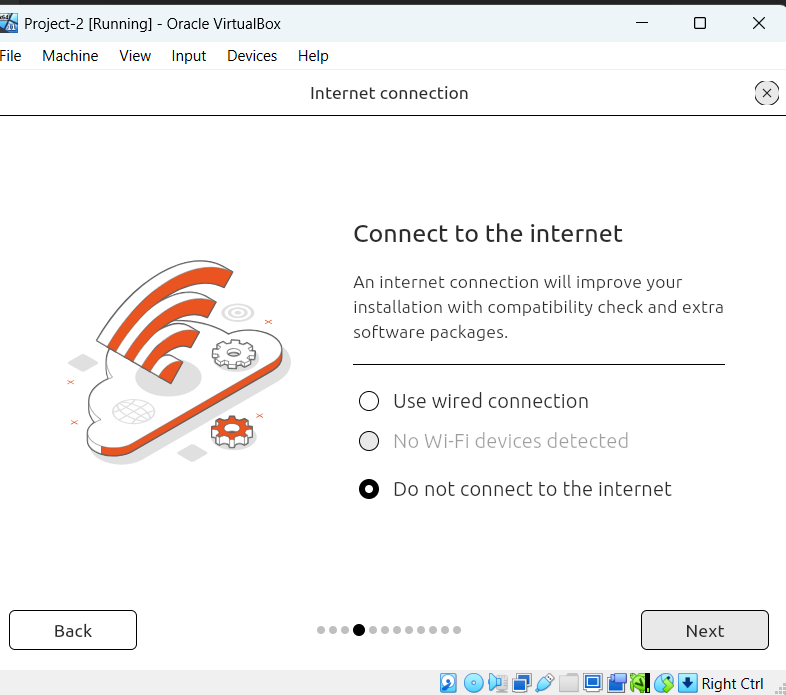 Project-2 [Running] - Oracle VirtualBox
File Machine View Input Devices Help
Internet connection
Connect to the internet
An internet connection will improve your
installation with compatibility check and extra
software packages.
Use wired connection
No Wi-Fi devices detected
Do not connect to the internet
Back
Next
Right Ctrl